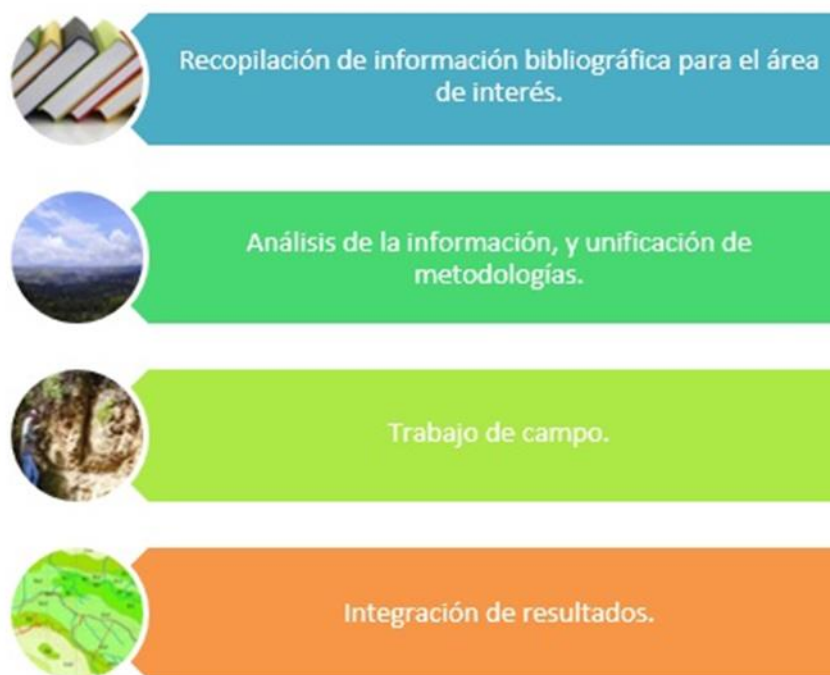 Recopilación de información bibliográfica para el área
de interés.
Análisis de la información, y unificación de
metodologías.
Trabajo de campo.
Integración de resultados.